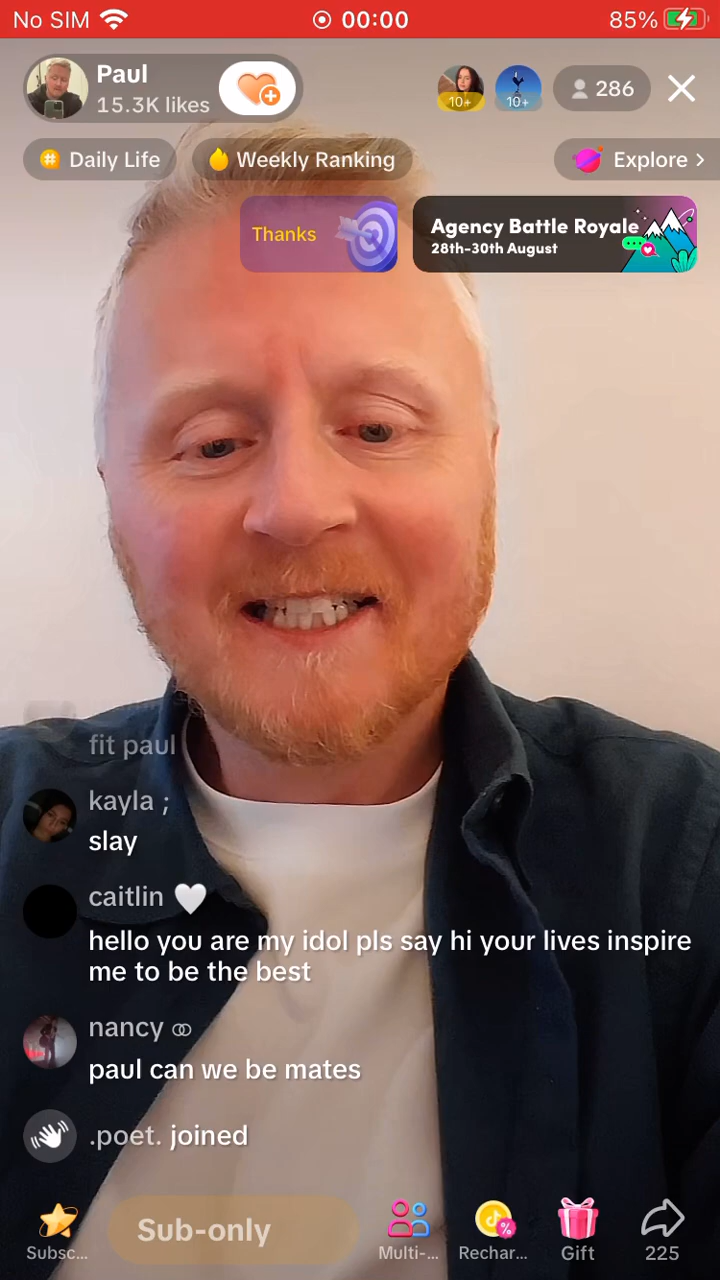 No SIM 00:00 85%
Paul
15.3K likes
10+ 10+ 286
Daily Life Weekly Ranking Explore >
Thanks Agency Battle Royale
28th-30th August
fit paul
kayla ;
slay
caitlin 🤍
hello you are my idol pls say hi your lives inspire
me to be the best
nancy
paul can we be mates
.poet. joined
Sub-only
Subsc... Multi-... Rechar... Gift 225